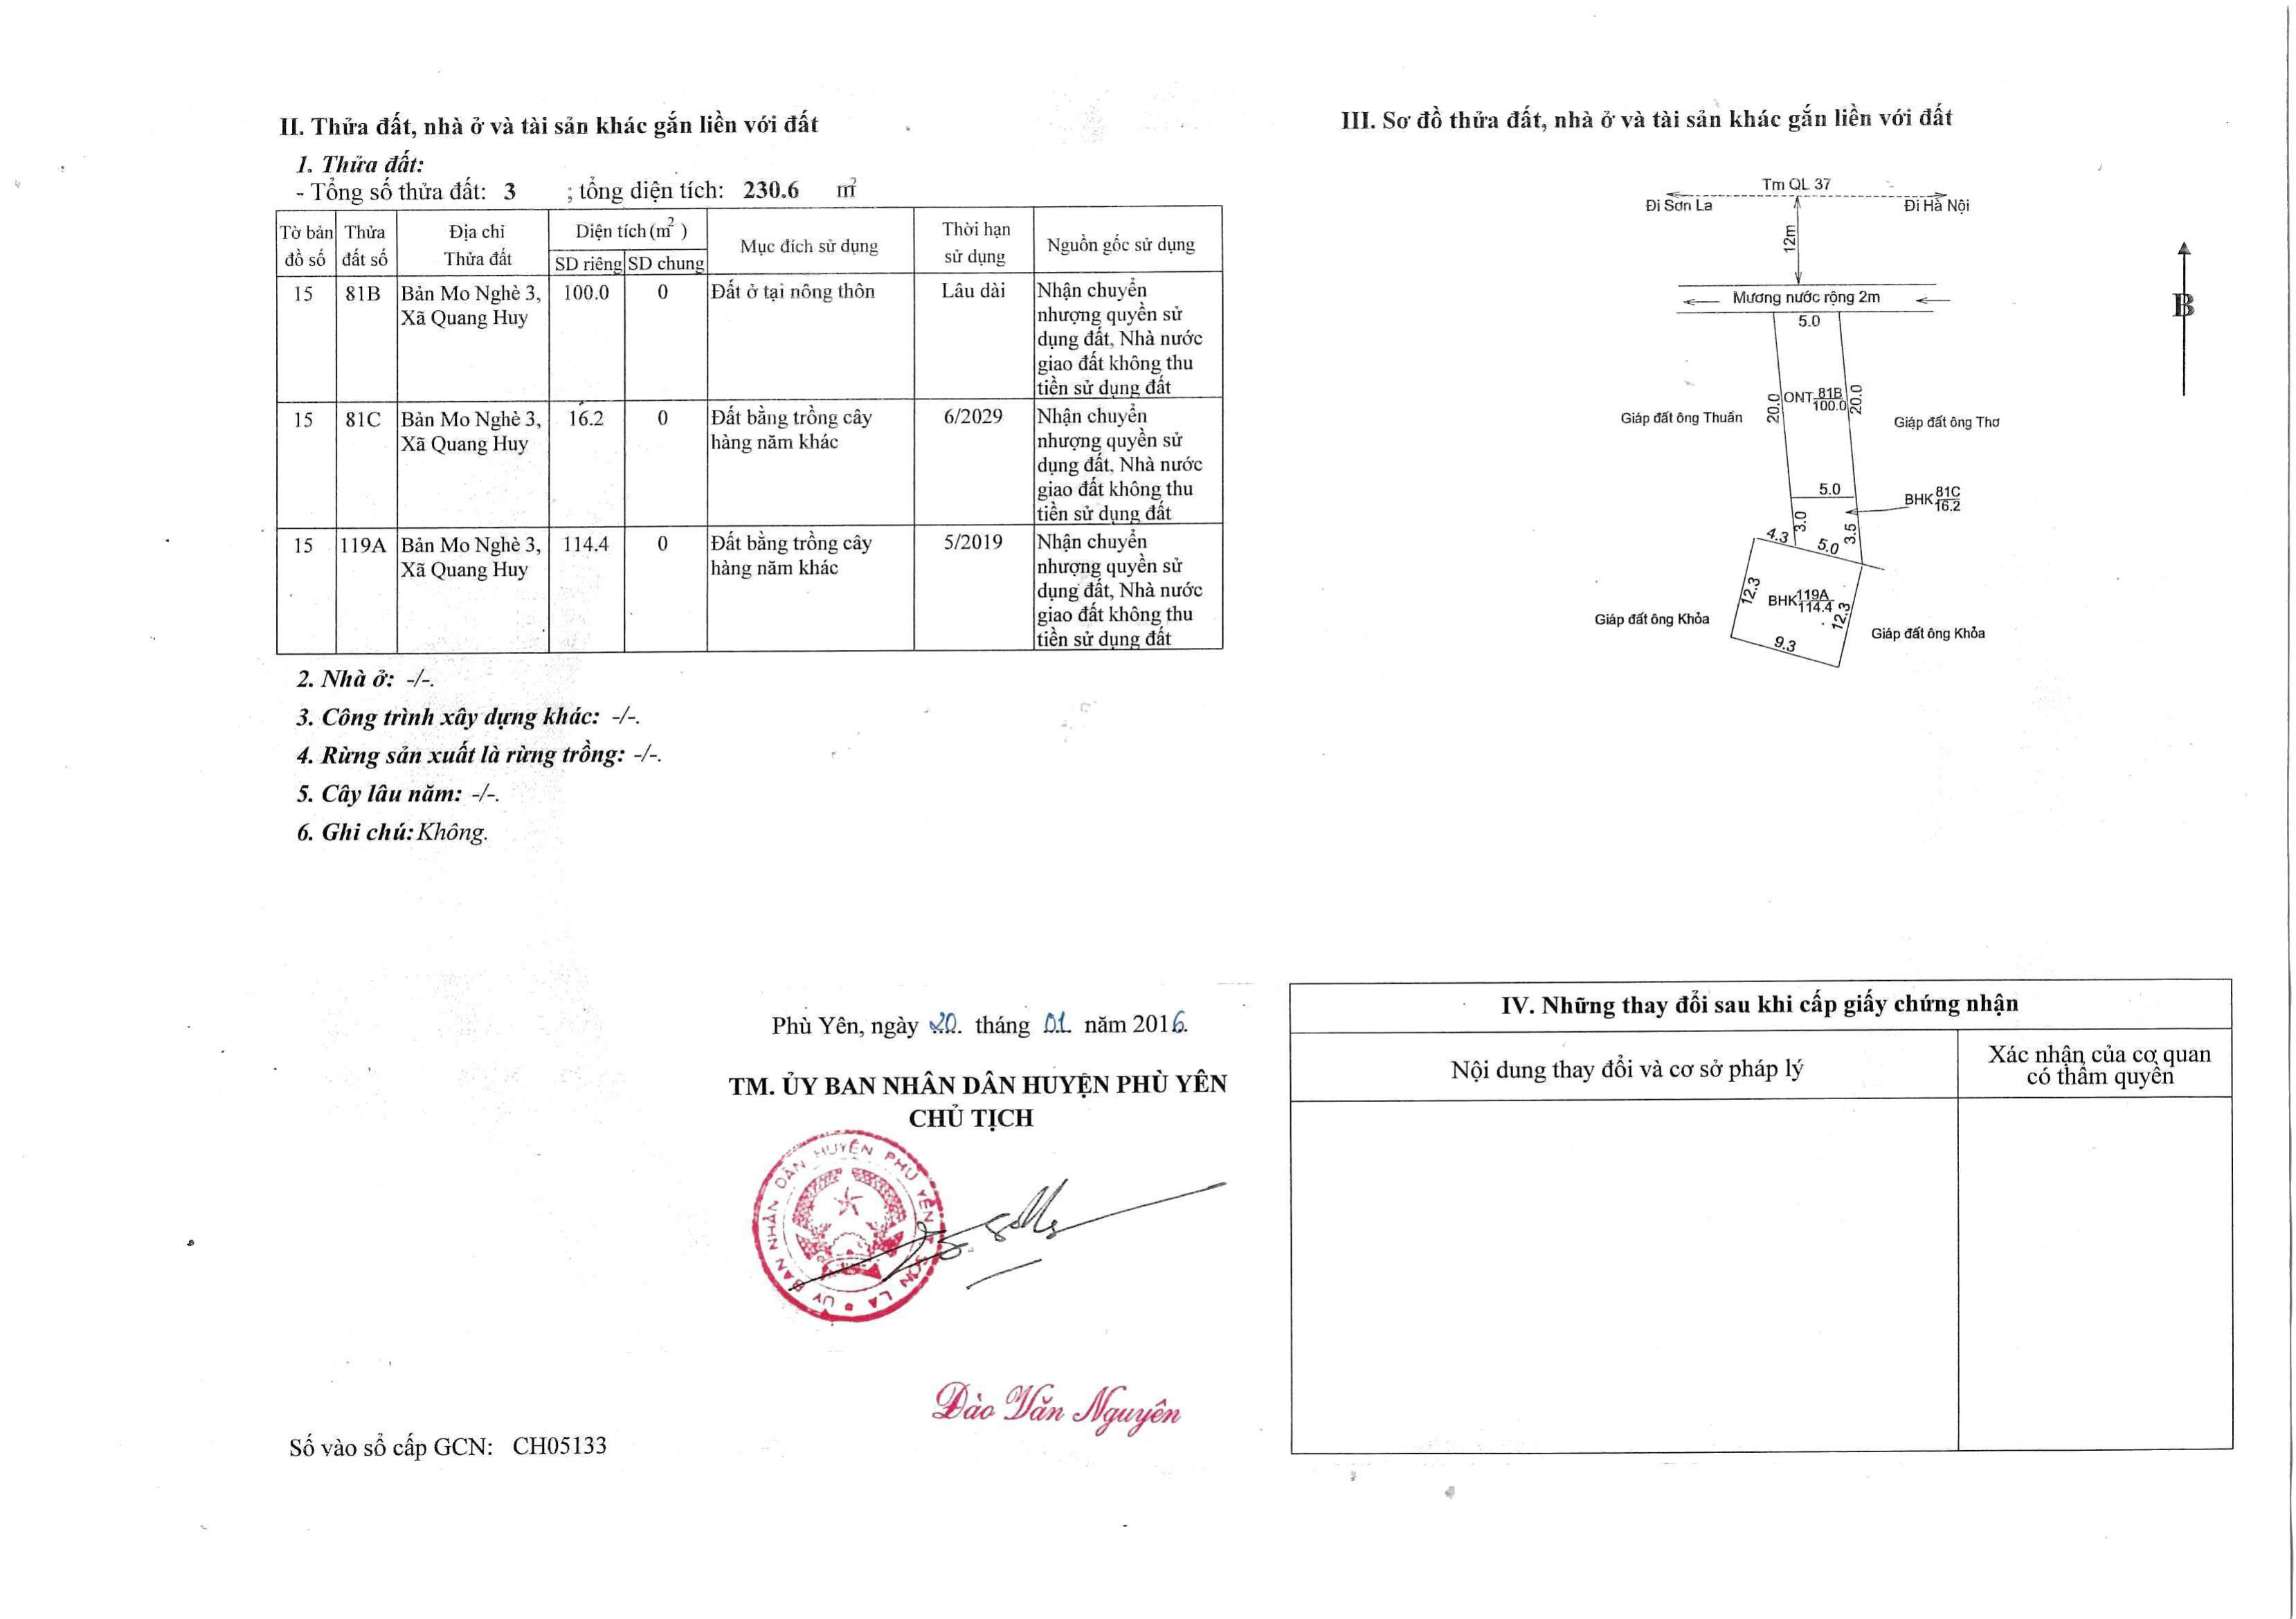 II. Thửa đất, nhà ở và tài sản khác gắn liền với đất
1. Thửa đất:
- Tổng số thửa đất: 3 ; tổng diện tích: 230.6 m²
Tờ bản đồ số | Thửa đất số | Địa chỉ Thửa đất | Diện tích (m²) | Mục đích sử dụng | Thời hạn sử dụng | Nguồn gốc sử dụng
SD riêng | SD chung
15 | 81B | Bản Mo Nghè 3, | 100.0 | 0 | Đất ở tại nông thôn | Lâu dài | Nhận chuyển
Xã Quang Huy | nhượng quyền sử
dụng đất, Nhà nước
giao đất không thu
tiền sử dụng đất
15 | 81C | Bản Mo Nghè 3, | 16.2 | 0 | Đất bằng trồng cây | 6/2029 | Nhận chuyển
Xã Quang Huy | hàng năm khác | nhượng quyền sử
dụng đất, Nhà nước
giao đất không thu
tiền sử dụng đất
15 | 119A | Bản Mo Nghè 3, | 114.4 | 0 | Đất bằng trồng cây | 5/2019 | Nhận chuyển
Xã Quang Huy | hàng năm khác | nhượng quyền sử
dụng đất, Nhà nước
giao đất không thu
tiền sử dụng đất
2. Nhà ở: -/-.
3. Công trình xây dựng khác: -/-.
4. Rừng sản xuất là rừng trồng: -/-.
5. Cây lâu năm: -/-.
6. Ghi chú: Không.
Phù Yên, ngày 20. tháng 01 năm 2016.
TM. ỦY BAN NHÂN DÂN HUYỆN PHÙ YÊN
CHỦ TỊCH
ỦY BAN NHÂN DÂN HUYỆN PHÙ YÊN T. SƠN LA
Đào Văn Nguyên
Số vào sổ cấp GCN: CH05133
III. Sơ đồ thửa đất, nhà ở và tài sản khác gắn liền với đất
Tm QL 37
Đi Sơn La
Đi Hà Nội
12m
B
Mương nước rộng 2m
5.0
20.0
ONT 81B
100.0
20.0
Giáp đất ông Thuấn
Giáp đất ông Thơ
5.0
BHK 81C
16.2
3.0
3.5
4.3
5.0
12.3
BHK 119A
114.4
12.3
Giáp đất ông Khỏa
Giáp đất ông Khỏa
9.3
IV. Những thay đổi sau khi cấp giấy chứng nhận
Nội dung thay đổi và cơ sở pháp lý
Xác nhận của cơ quan
có thẩm quyền